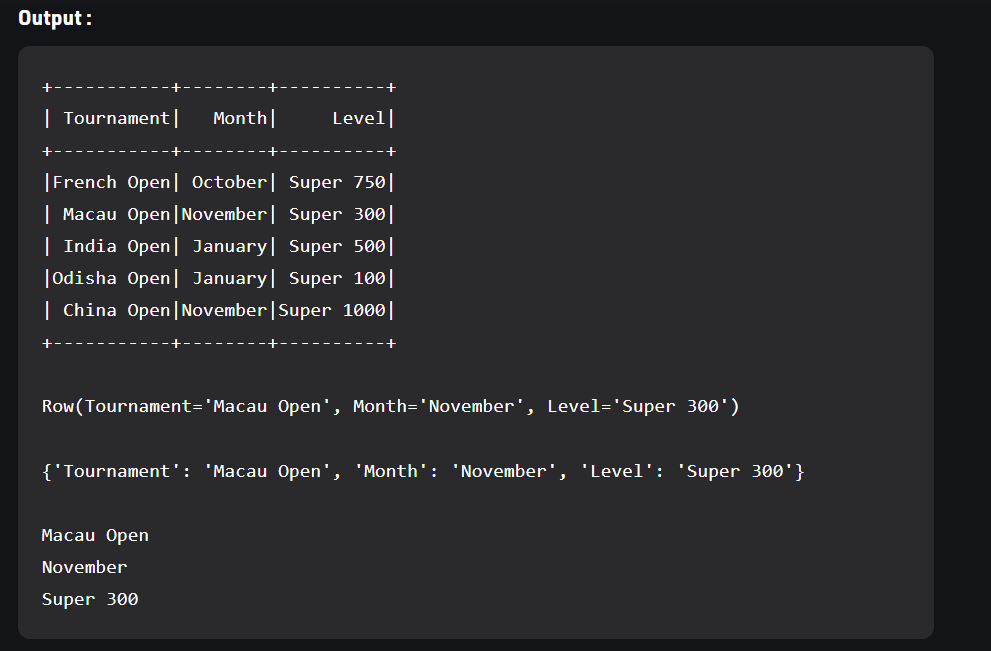 Output:
+-----------+--------+----------+
| Tournament|   Month|     Level|
+-----------+--------+----------+
|French Open| October| Super 750|
| Macau Open|November| Super 300|
| India Open| January| Super 500|
|Odisha Open| January| Super 100|
| China Open|November|Super 1000|
+-----------+--------+----------+
Row(Tournament='Macau Open', Month='November', Level='Super 300')
{'Tournament': 'Macau Open', 'Month': 'November', 'Level': 'Super 300'}
Macau Open
November
Super 300